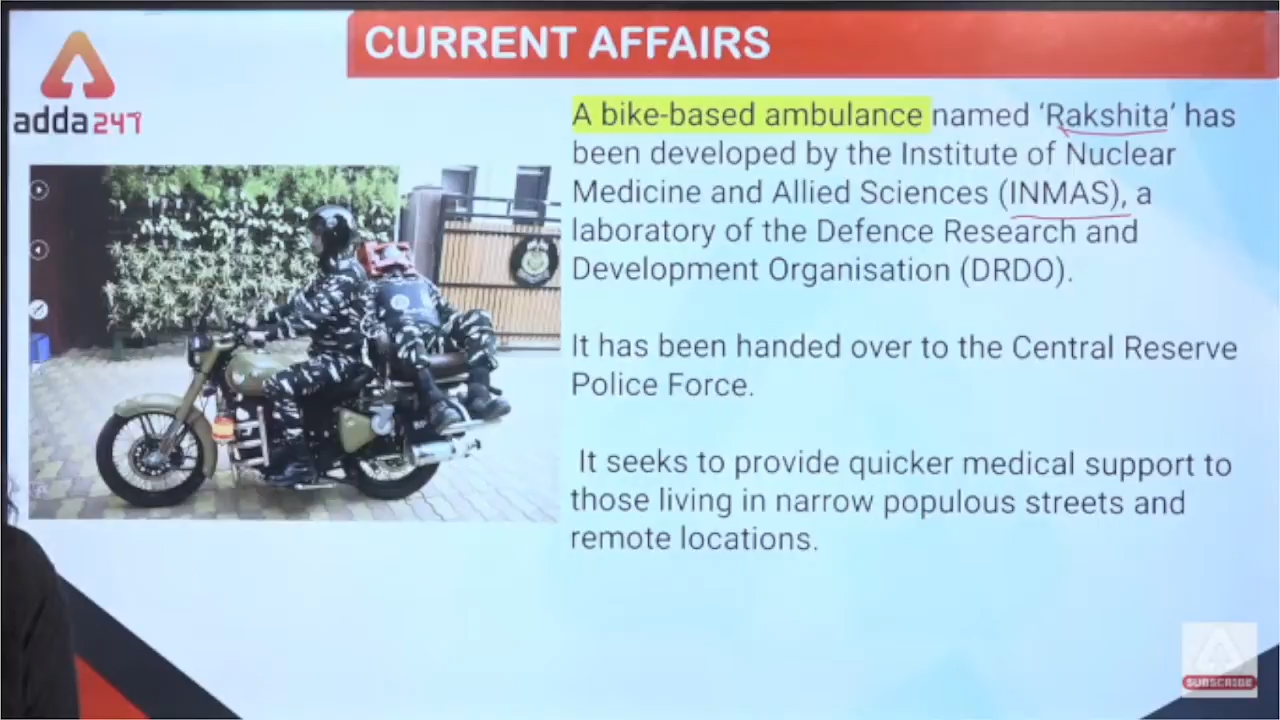 CURRENT AFFAIRS
adda247
A bike-based ambulance named ‘Rakshita’ has
been developed by the Institute of Nuclear
Medicine and Allied Sciences (INMAS), a
laboratory of the Defence Research and
Development Organisation (DRDO).
It has been handed over to the Central Reserve
Police Force.
It seeks to provide quicker medical support to
those living in narrow populous streets and
remote locations.
SUBSCRIBE